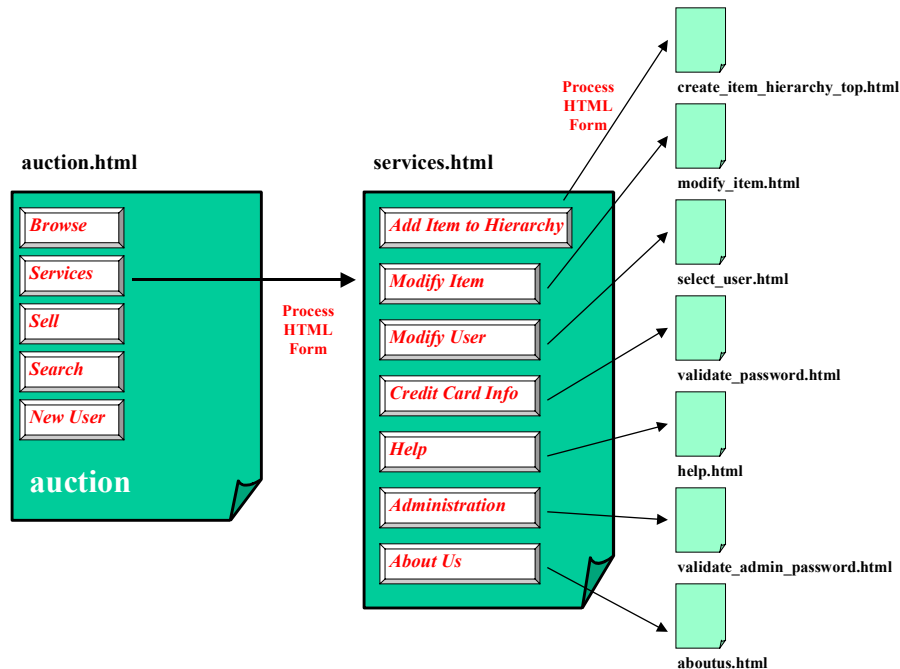 auction.html
Browse
Services
Sell
Search
New User
auction
Process
HTML
Form
services.html
Add Item to Hierarchy
Modify Item
Modify User
Credit Card Info
Help
Administration
About Us
Process
HTML
Form
create_item_hierarchy_top.html
modify_item.html
select_user.html
validate_password.html
help.html
validate_admin_password.html
aboutus.html